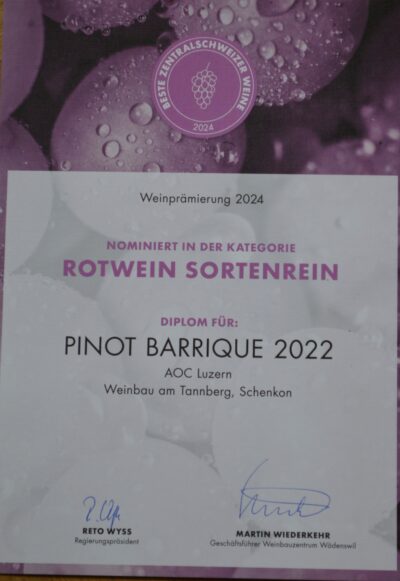 BESTE ZENTRALSCHWEIZER WEINE
2024
Weinprämierung 2024
NOMINIERT IN DER KATEGORIE
ROTWEIN SORTENREIN
DIPLOM FÜR:
PINOT BARRIQUE 2022
AOC Luzern
Weinbau am Tannberg, Schenkon
RETO WYSS
Regierungspräsident
MARTIN WIEDERKEHR
Geschäftsführer Weinbauzentrum Wädenswil